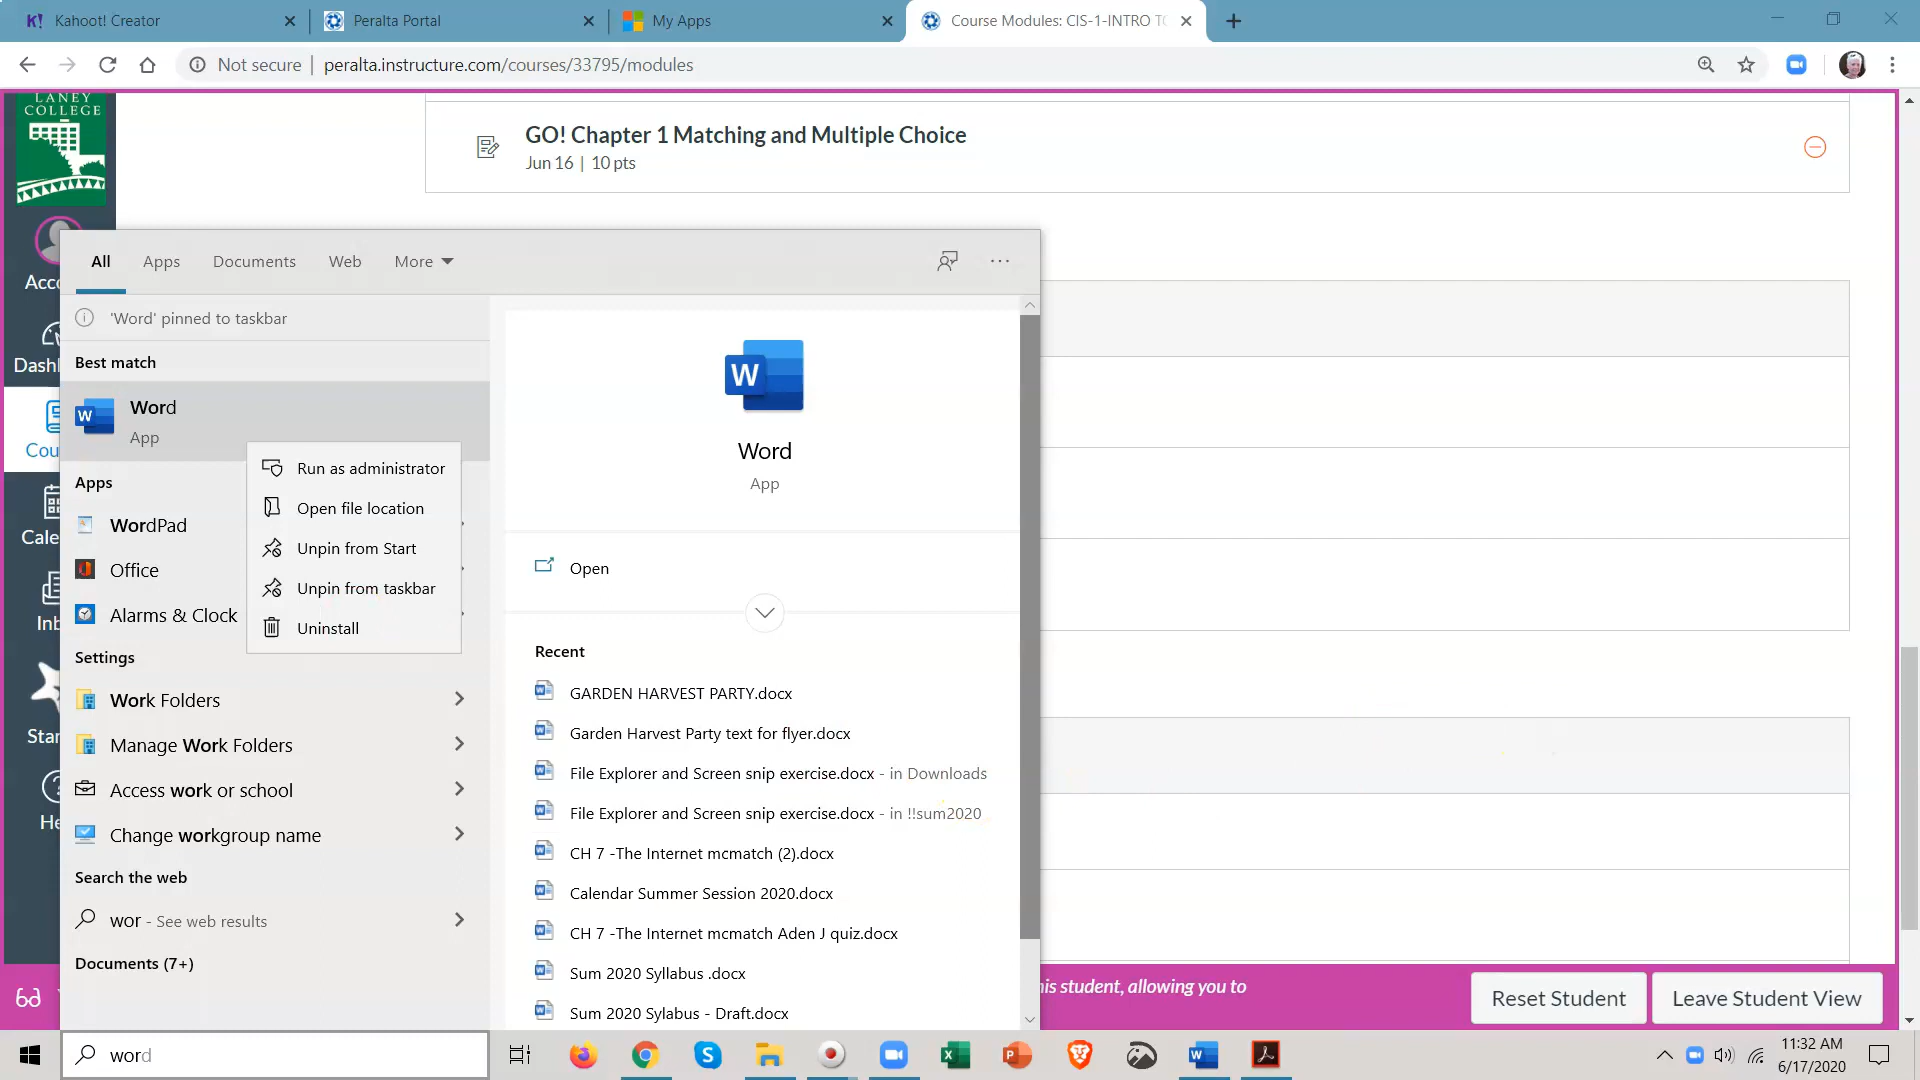 Kahoot! Creator
Peralta Portal
My Apps
Course Modules: CIS-1-INTRO TO
Not secure | peralta.instructure.com/courses/33795/modules
LANEY
COLLEGE
GO! Chapter 1 Matching and Multiple Choice
Jun 16 | 10 pts
Acco
Dashb
Cou
Cale
Inb
Star
He
All
Apps
Documents
Web
More
'Word' pinned to taskbar
Best match
Word
App
Apps
WordPad
Office
Alarms & Clock
Settings
Work Folders
Manage Work Folders
Access work or school
Change workgroup name
Search the web
wor - See web results
Documents (7+)
Run as administrator
Open file location
Unpin from Start
Unpin from taskbar
Uninstall
Word
App
Open
Recent
GARDEN HARVEST PARTY.docx
Garden Harvest Party text for flyer.docx
File Explorer and Screen snip exercise.docx - in Downloads
File Explorer and Screen snip exercise.docx - in !!sum2020
CH 7 -The Internet mcmatch (2).docx
Calendar Summer Session 2020.docx
CH 7 -The Internet mcmatch Aden J quiz.docx
Sum 2020 Syllabus .docx
Sum 2020 Sylabus - Draft.docx
his student, allowing you to
Reset Student
Leave Student View
word
11:32 AM
6/17/2020